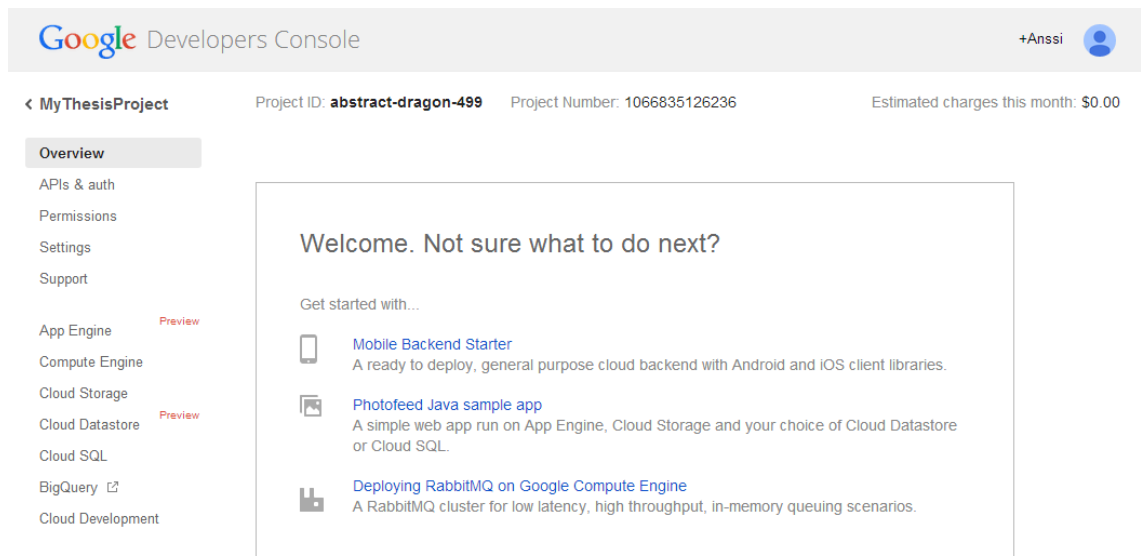 Google Developers Console
+Anssi
MyThesisProject
Project ID: abstract-dragon-499
Project Number: 1066835126236
Estimated charges this month: $0.00
Overview
APIs & auth
Permissions
Settings
Support
App Engine
Preview
Compute Engine
Cloud Storage
Cloud Datastore
Preview
Cloud SQL
BigQuery
Cloud Development
Welcome. Not sure what to do next?
Get started with...
Mobile Backend Starter
A ready to deploy, general purpose cloud backend with Android and iOS client libraries.
Photofeed Java sample app
A simple web app run on App Engine, Cloud Storage and your choice of Cloud Datastore
or Cloud SQL.
Deploying RabbitMQ on Google Compute Engine
A RabbitMQ cluster for low latency, high throughput, in-memory queuing scenarios.